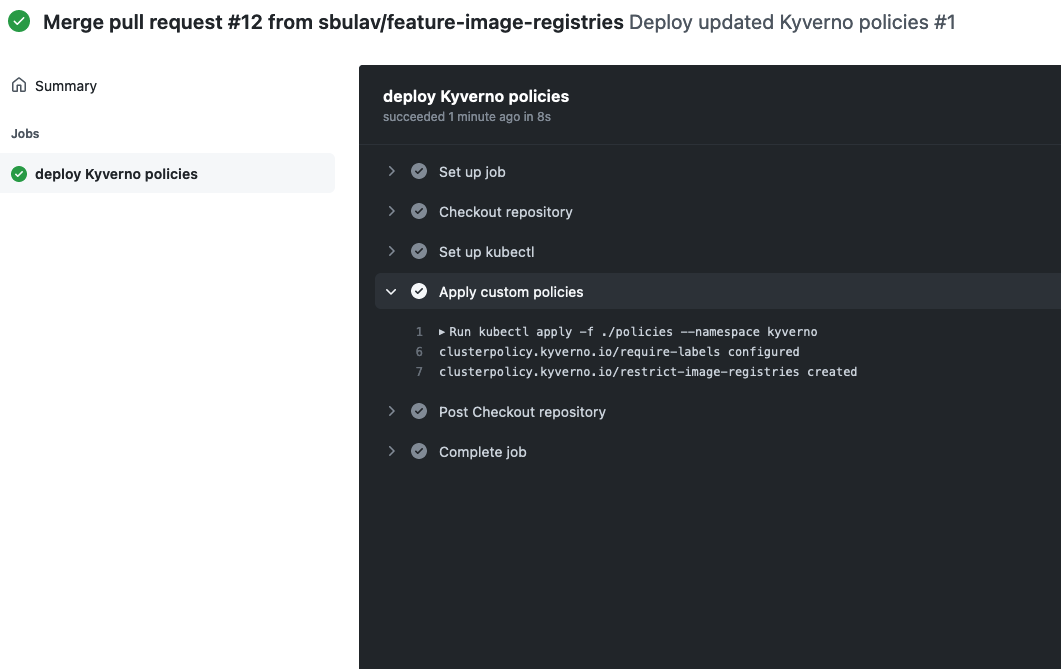 Merge pull request #12 from sbulav/feature-image-registries Deploy updated Kyverno policies #1
Summary
Jobs
deploy Kyverno policies
deploy Kyverno policies
succeeded 1 minute ago in 8s
Set up job
Checkout repository
Set up kubectl
Apply custom policies
1 Run kubectl apply -f ./policies --namespace kyverno
6 clusterpolicy.kyverno.io/require-labels configured
7 clusterpolicy.kyverno.io/restrict-image-registries created
Post Checkout repository
Complete job